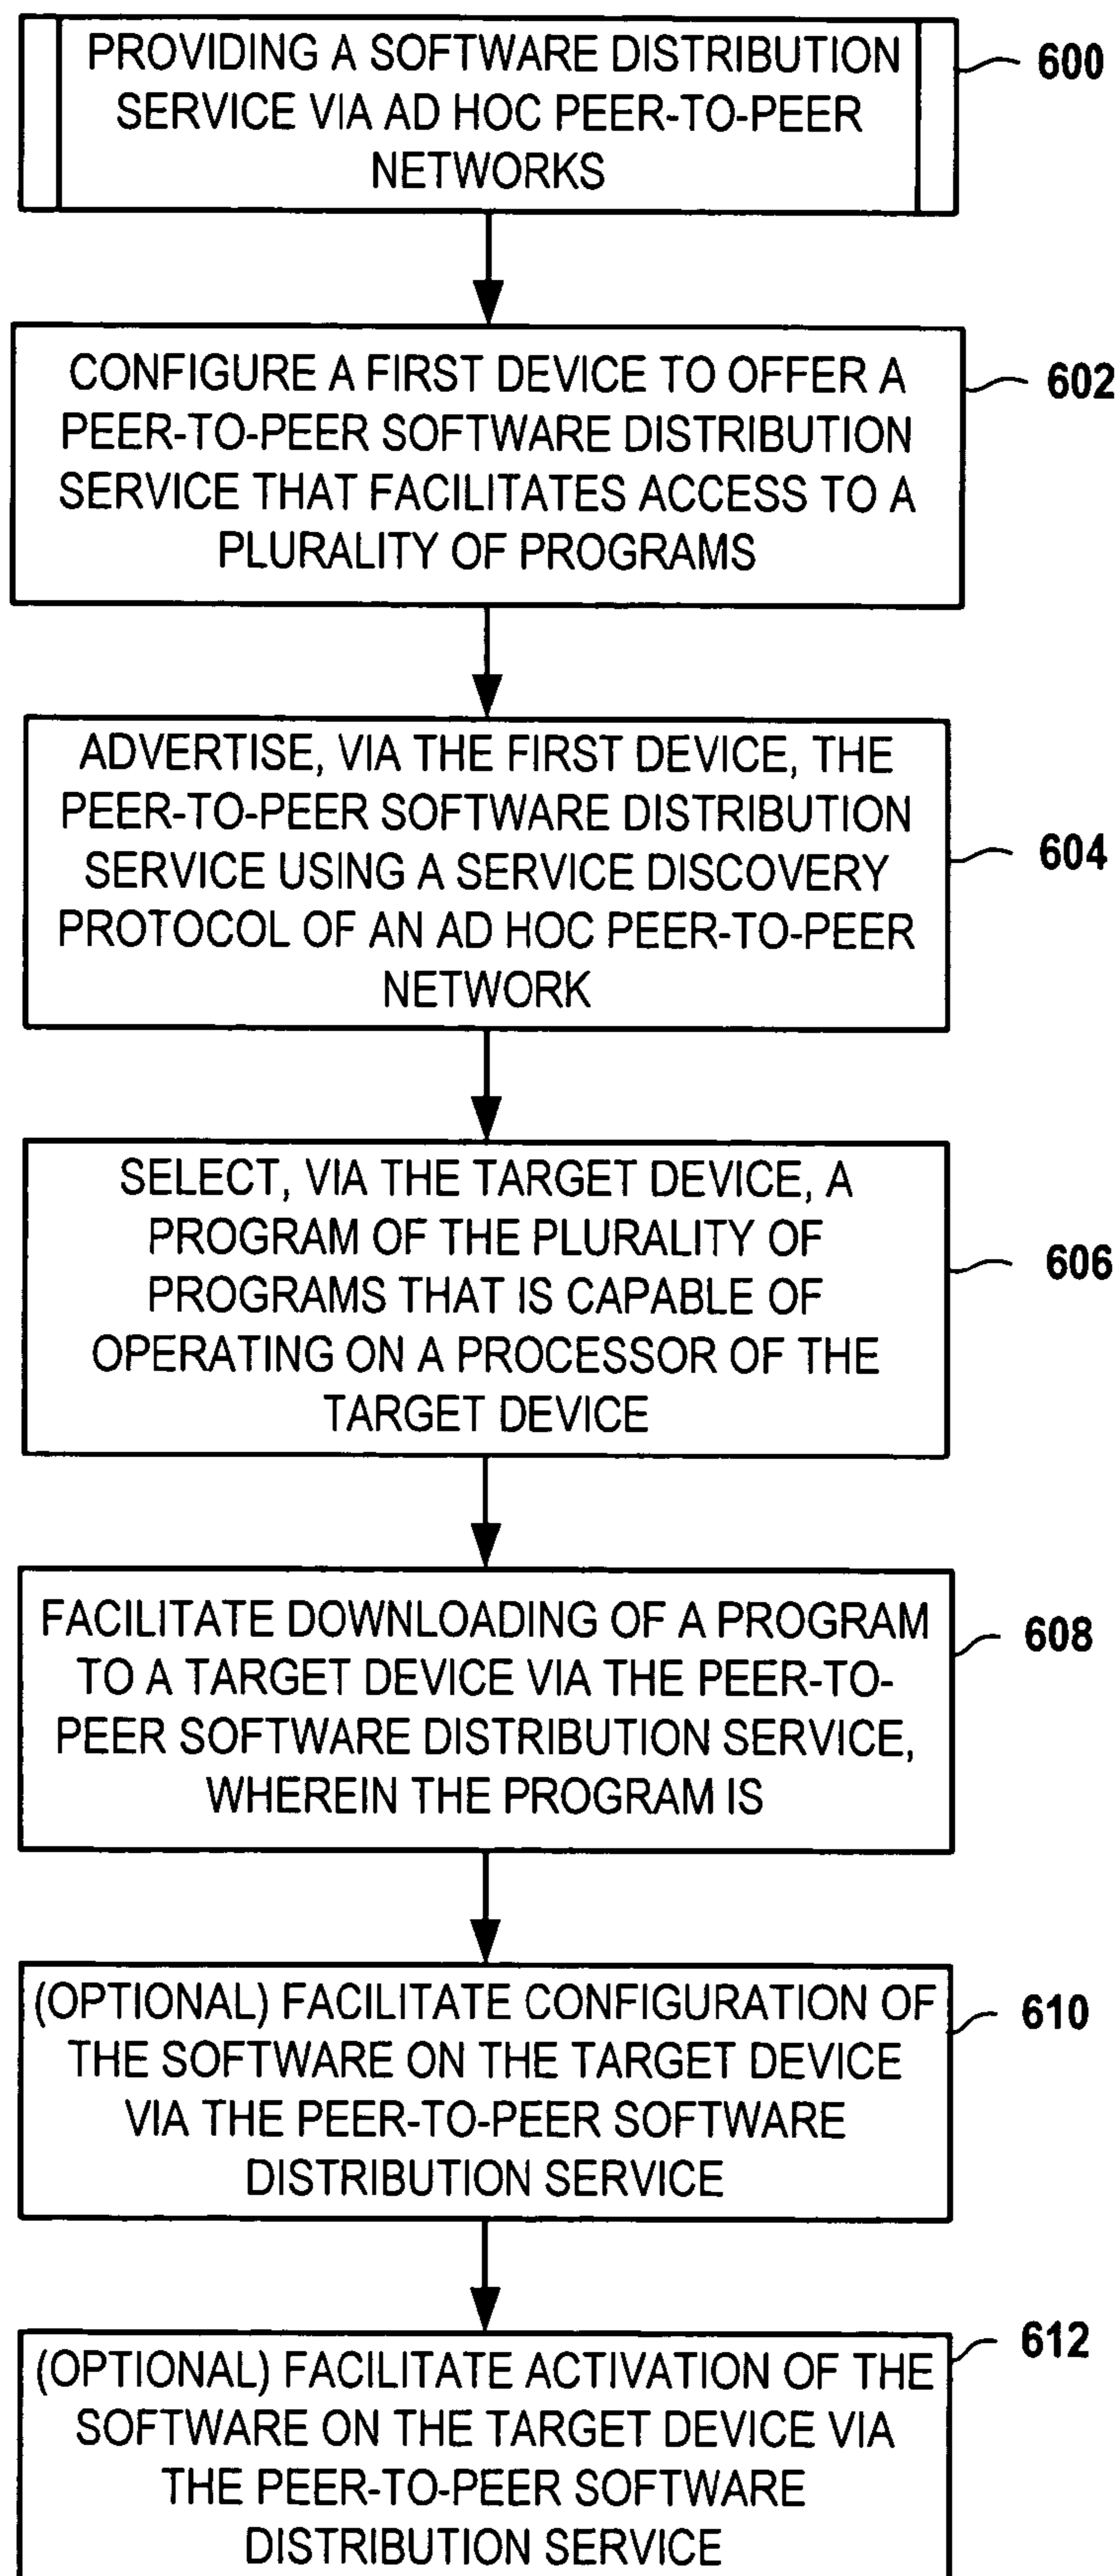 PROVIDING A SOFTWARE DISTRIBUTION
SERVICE VIA AD HOC PEER-TO-PEER
NETWORKS
600
CONFIGURE A FIRST DEVICE TO OFFER A
PEER-TO-PEER SOFTWARE DISTRIBUTION
SERVICE THAT FACILITATES ACCESS TO A
PLURALITY OF PROGRAMS
602
ADVERTISE, VIA THE FIRST DEVICE, THE
PEER-TO-PEER SOFTWARE DISTRIBUTION
SERVICE USING A SERVICE DISCOVERY
PROTOCOL OF AN AD HOC PEER-TO-PEER
NETWORK
604
SELECT, VIA THE TARGET DEVICE, A
PROGRAM OF THE PLURALITY OF
PROGRAMS THAT IS CAPABLE OF
OPERATING ON A PROCESSOR OF THE
TARGET DEVICE
606
FACILITATE DOWNLOADING OF A PROGRAM
TO A TARGET DEVICE VIA THE PEER-TO-
PEER SOFTWARE DISTRIBUTION SERVICE,
WHEREIN THE PROGRAM IS
608
(OPTIONAL) FACILITATE CONFIGURATION OF
THE SOFTWARE ON THE TARGET DEVICE
VIA THE PEER-TO-PEER SOFTWARE
DISTRIBUTION SERVICE
610
(OPTIONAL) FACILITATE ACTIVATION OF THE
SOFTWARE ON THE TARGET DEVICE VIA
THE PEER-TO-PEER SOFTWARE
DISTRIBUTION SERVICE
612